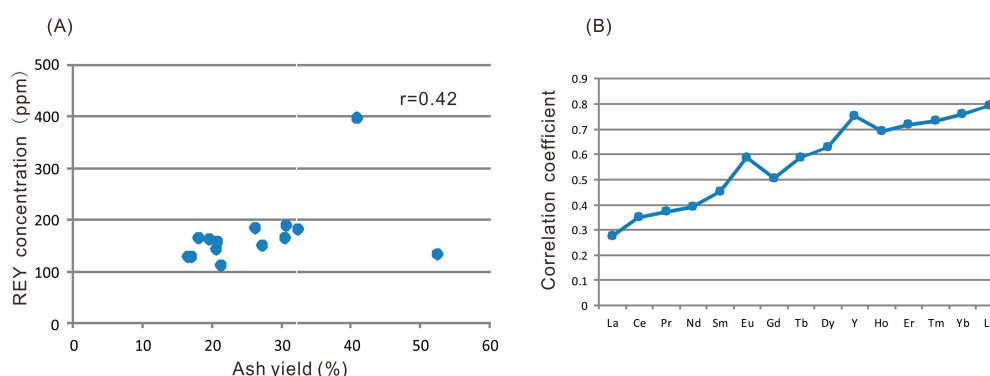 (A)
(B)
REY concentration (ppm)
500
400
300
200
100
0
0 10 20 30 40 50 60
Ash yield (%)
r=0.42
Correlation coefficient
0.9
0.8
0.7
0.6
0.5
0.4
0.3
0.2
0.1
0
La Ce Pr Nd Sm Eu Gd Tb Dy Y Ho Er Tm Yb L